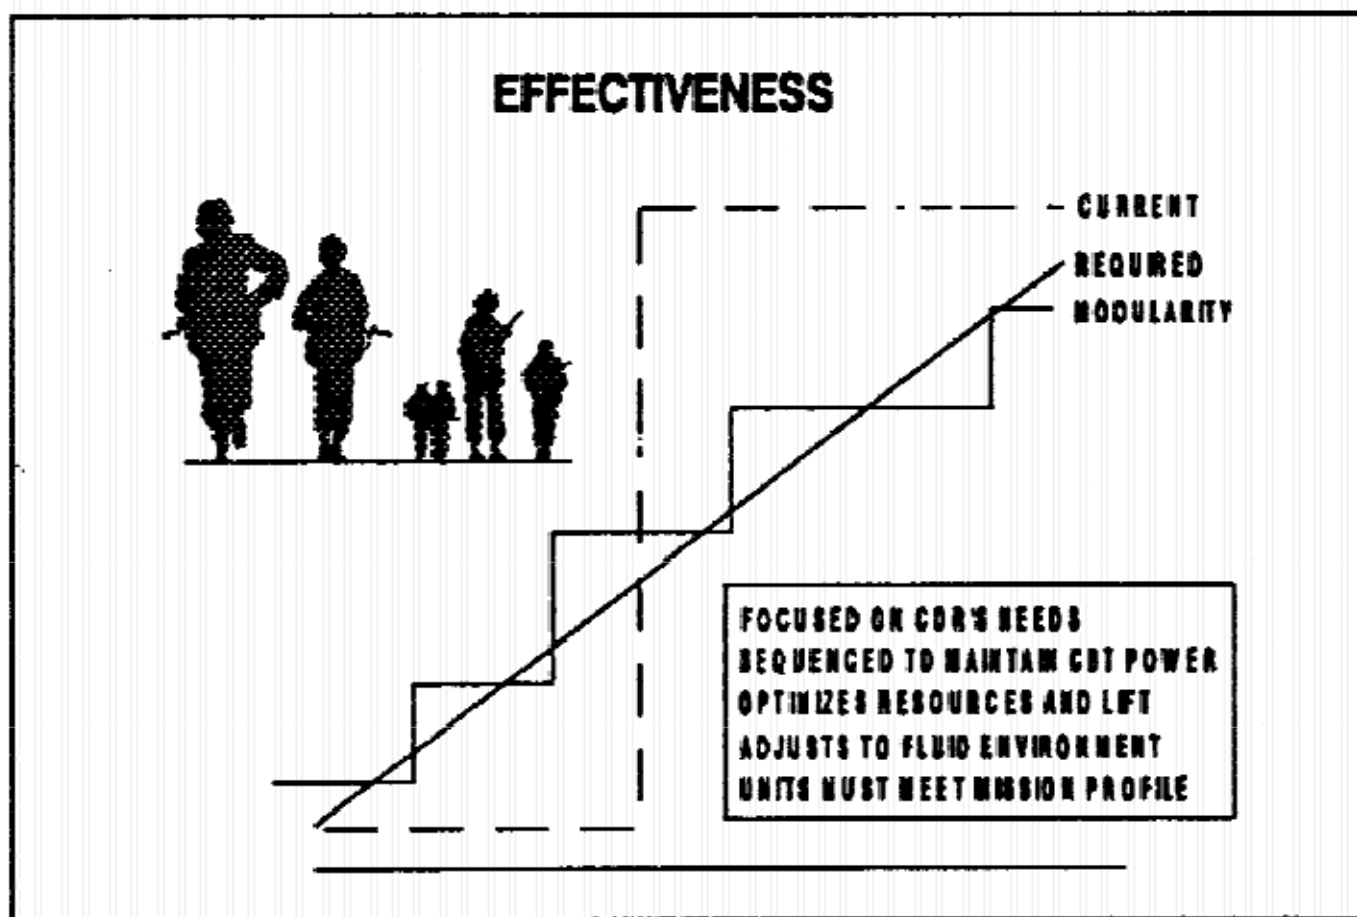 EFFECTIVENESS
CURRENT
REQUIRED
MODULARITY
FOCUSED ON CDR'S NEEDS
SEQUENCED TO MAINTAIN CBT POWER
OPTIMIZES RESOURCES AND LIFT
ADJUSTS TO FLUID ENVIRONMENT
UNITS MUST MEET MISSION PROFILE